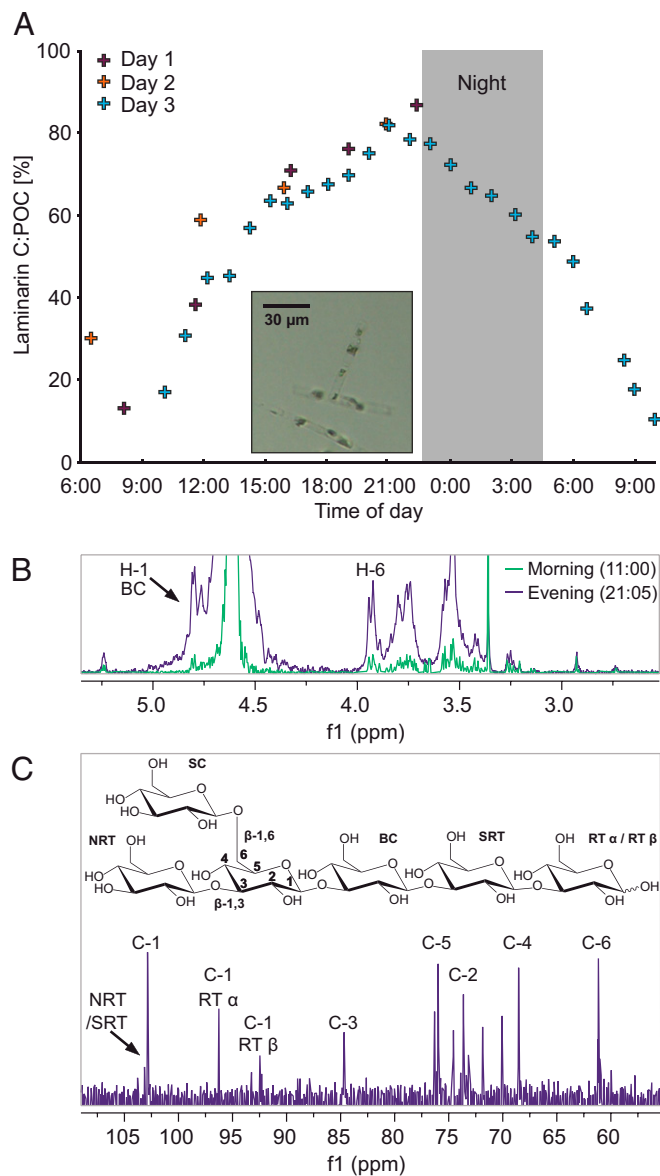 A
100
80
60
40
20
0
Laminarin C:POC [%]
Day 1
Day 2
Day 3
Night
30 µm
6:00 9:00 12:00 15:00 18:00 21:00 0:00 3:00 6:00 9:00
Time of day
B
H-1
BC
H-6
Morning (11:00)
Evening (21:05)
5.0 4.5 4.0 3.5 3.0
f1 (ppm)
C
OH SC
HO O
HO OH O
β-1,6
NRT BC SRT RT α / RT β
OH 6 OH OH OH
4 5
HO O HO O HO O HO O HO O
HO OH O 3 2 1 OH O OH O OH O OH OH
β-1,3
C-1
NRT
/SRT
C-1
RT α
C-1
RT β
C-3
C-5
C-2
C-4
C-6
105 100 95 90 85 80 75 70 65 60
f1 (ppm)